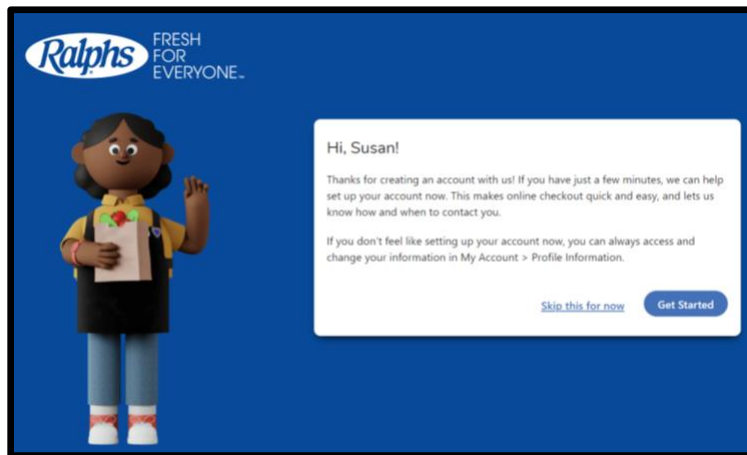 Ralphs
FRESH
FOR
EVERYONE™
Hi, Susan!
Thanks for creating an account with us! If you have just a few minutes, we can help
set up your account now. This makes online checkout quick and easy, and lets us
know how and when to contact you.
If you don't feel like setting up your account now, you can always access and
change your information in My Account > Profile Information.
Skip this for now
Get Started